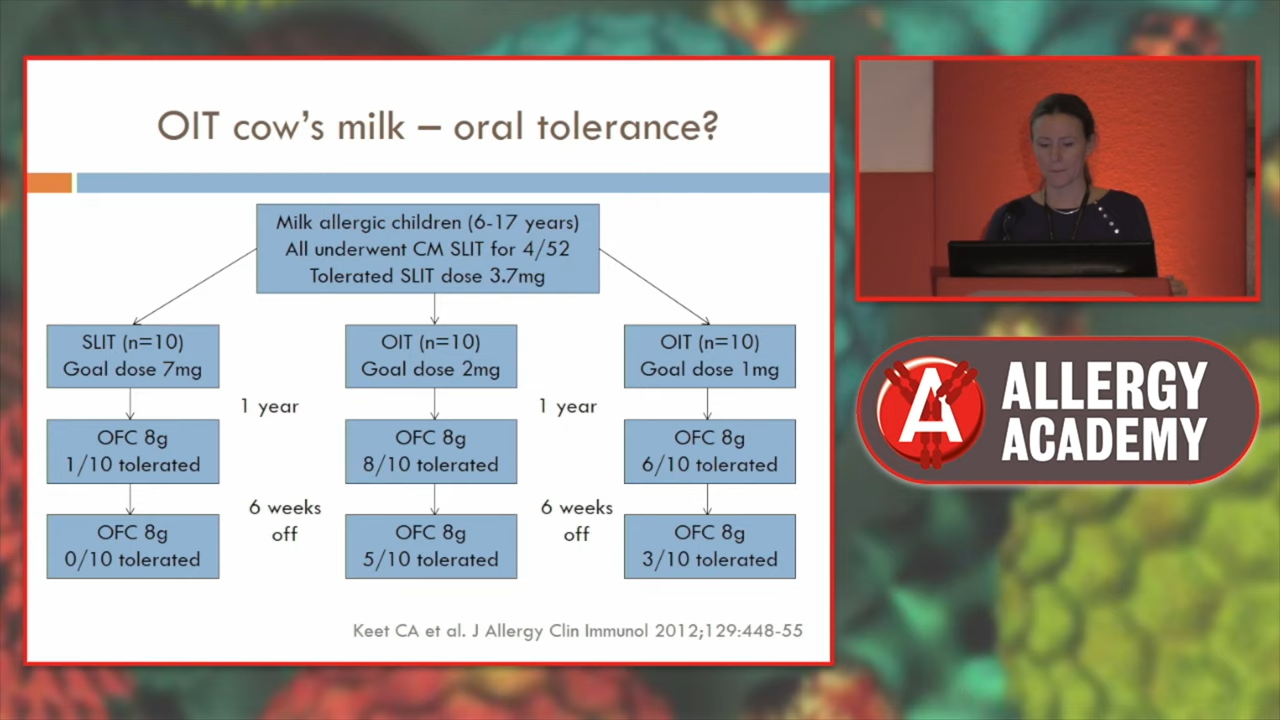 OIT cow's milk – oral tolerance?
Milk allergic children (6-17 years)
All underwent CM SLIT for 4/52
Tolerated SLIT dose 3.7mg
SLIT (n=10)
Goal dose 7mg
OIT (n=10)
Goal dose 2mg
OIT (n=10)
Goal dose 1mg
1 year
1 year
OFC 8g
1/10 tolerated
OFC 8g
8/10 tolerated
OFC 8g
6/10 tolerated
6 weeks
off
6 weeks
off
OFC 8g
0/10 tolerated
OFC 8g
5/10 tolerated
OFC 8g
3/10 tolerated
Keet CA et al. J Allergy Clin Immunol 2012;129:448-55
A
ALLERGY
ACADEMY